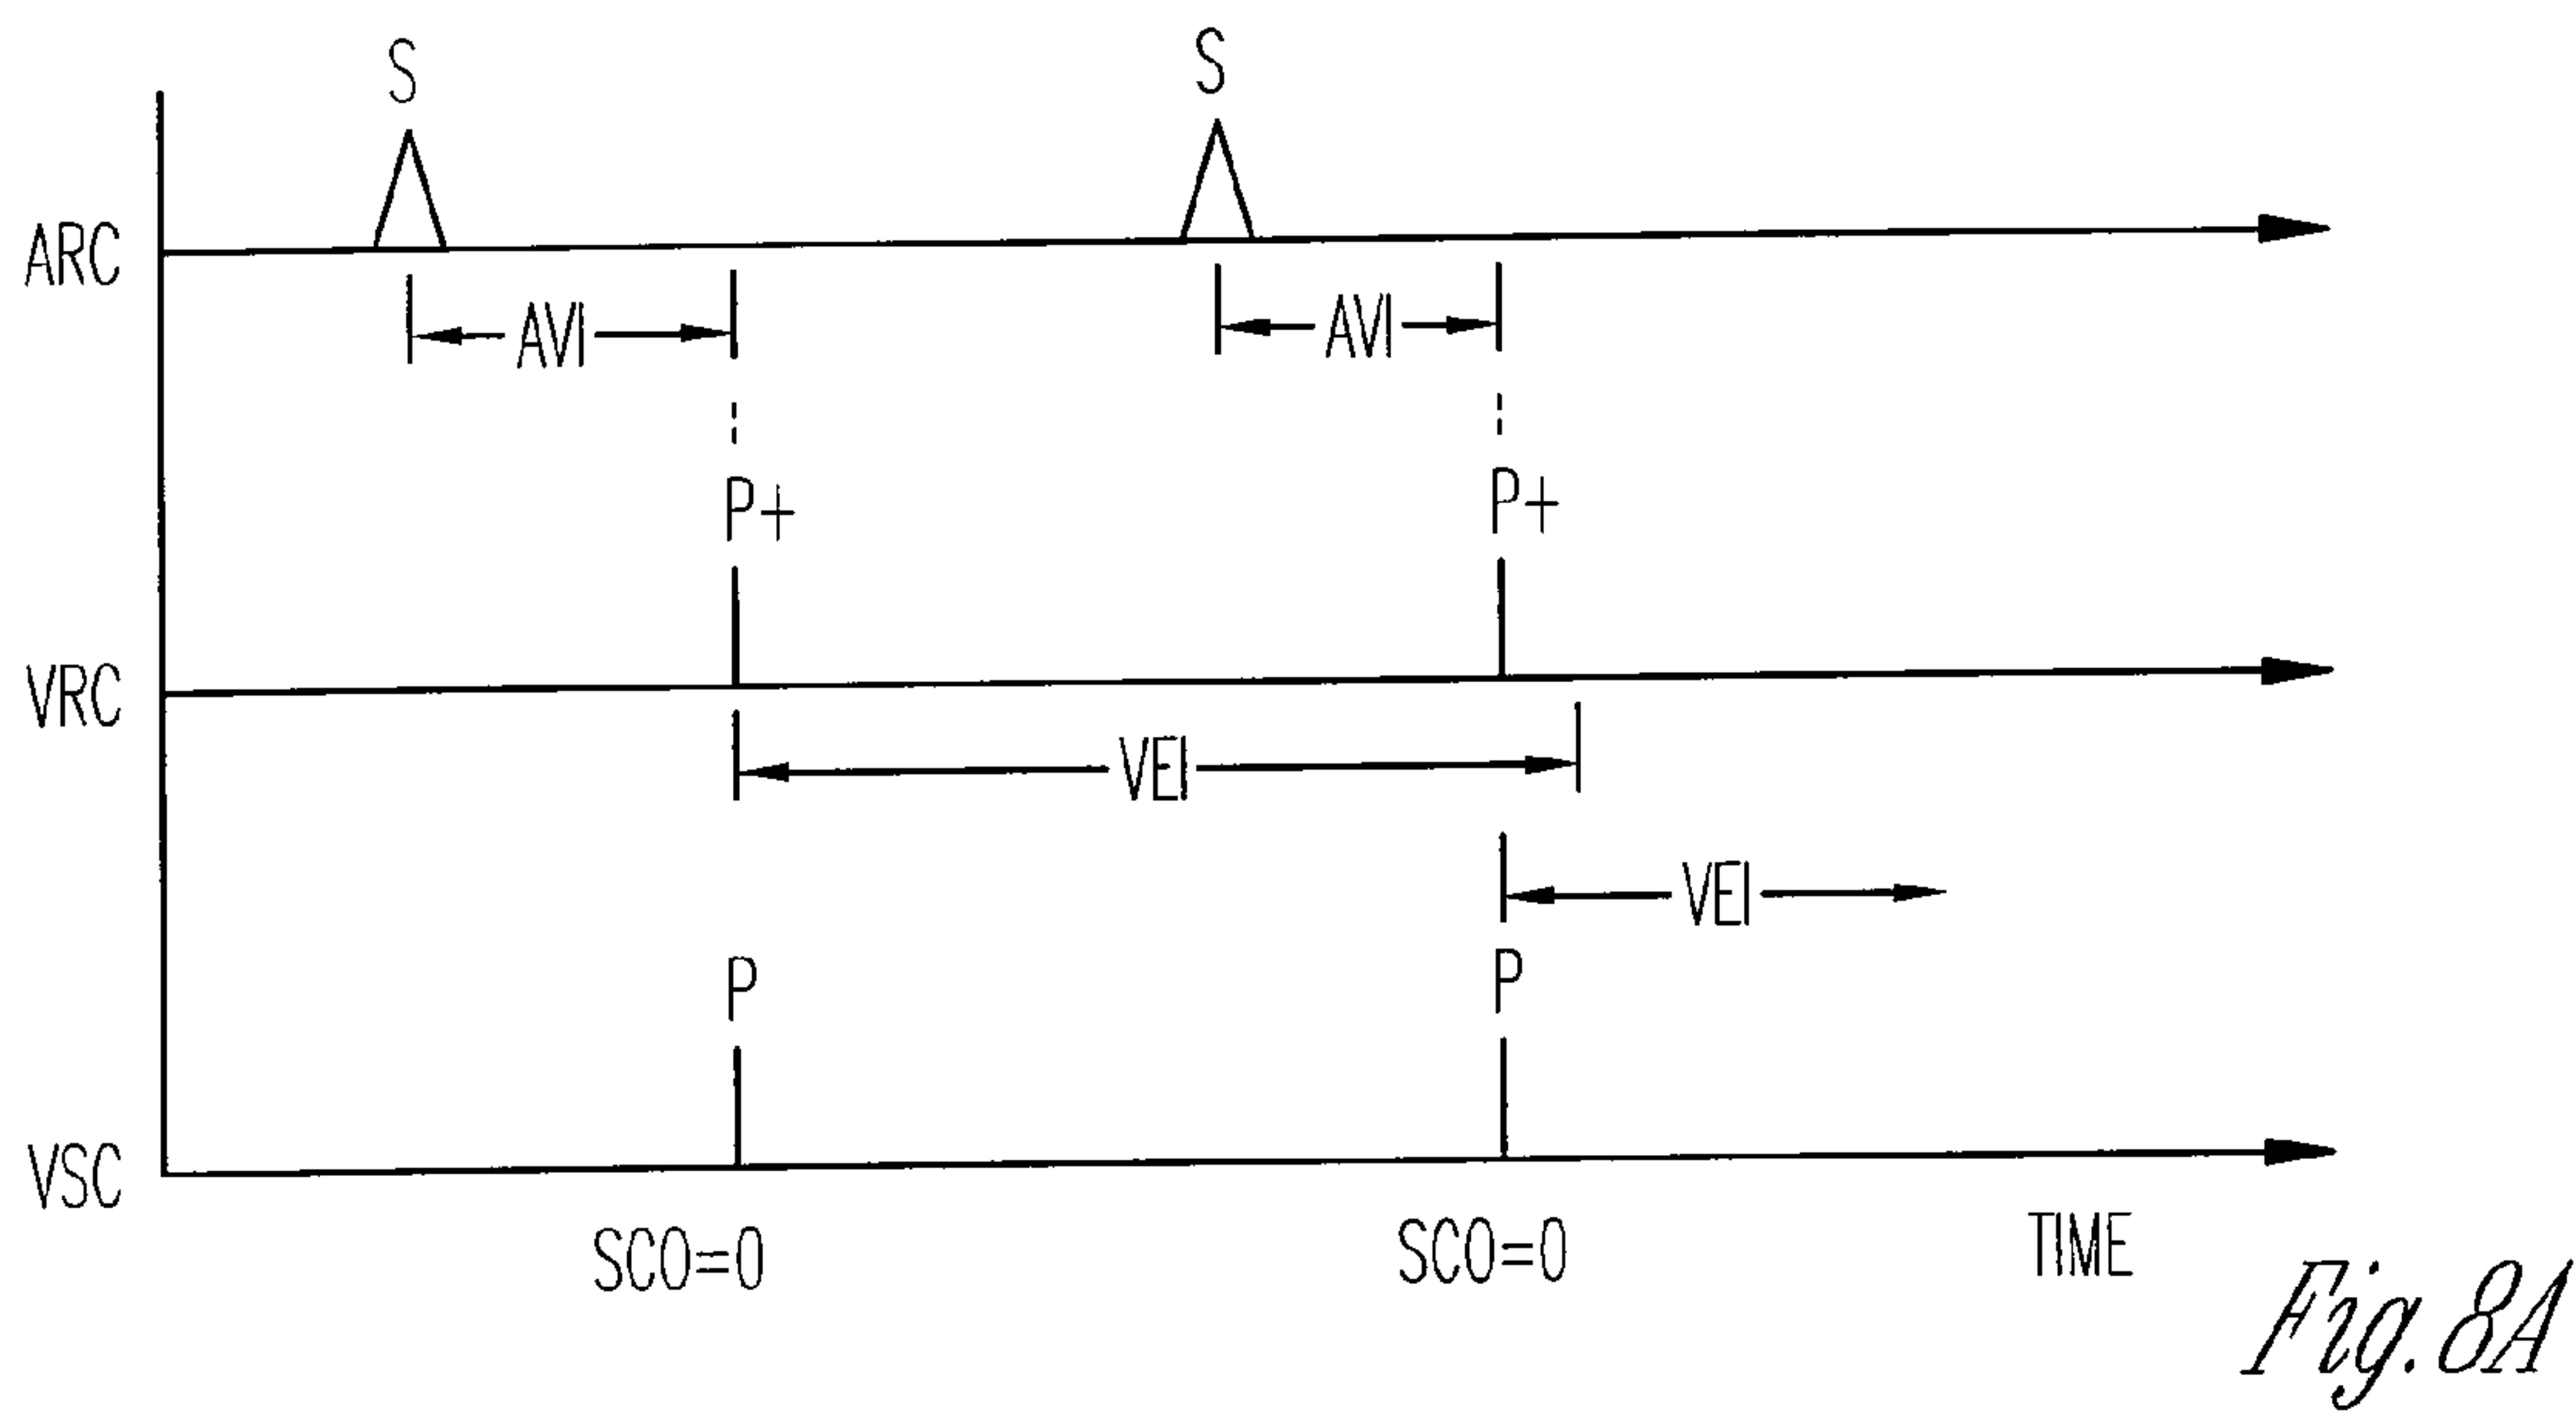 S S
ARC
AVI AVI
P+ P+
VRC
VEI
VEI
P P
VSC
SCO=0 SCO=0 TIME
Fig. 8A